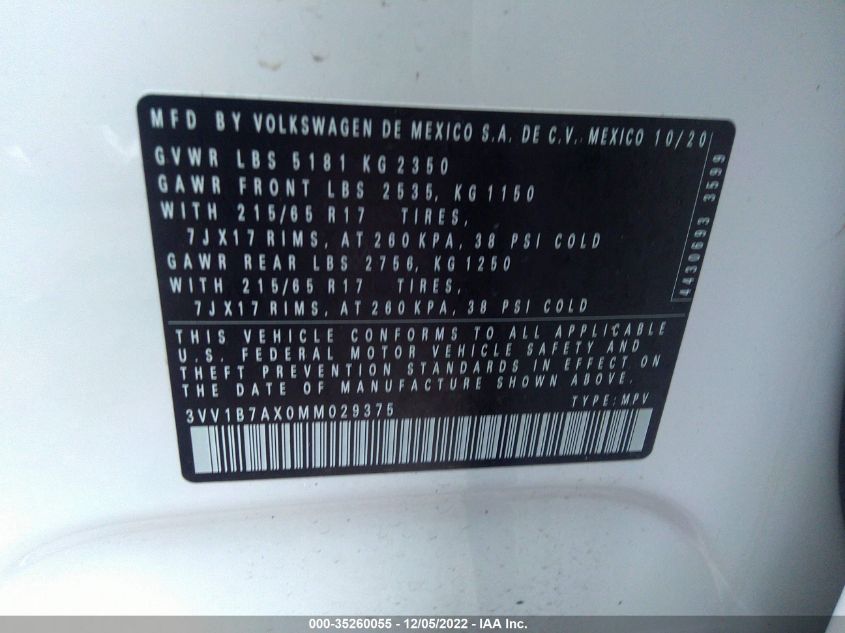 MFD BY VOLKSWAGEN DE MEXICO S.A. DE C.V. MEXICO 10/20
GVWR LBS 5181 KG 2350
GAWR FRONT LBS 2535, KG 1150
WITH 215/65 R17 TIRES,
7JX17 RIMS, AT 260 KPA, 38 PSI COLD
GAWR REAR LBS 2756, KG 1250
WITH 215/65 R17 TIRES,
7JX17 RIMS, AT 260 KPA, 38 PSI COLD
4430693 3599
THIS VEHICLE CONFORMS TO ALL APPLICABLE
U.S. FEDERAL MOTOR VEHICLE SAFETY AND
THEFT PREVENTION STANDARDS IN EFFECT ON
THE DATE OF MANUFACTURE SHOWN ABOVE.
3VV1B7AX0MM029375 TYPE: MPV
000-35260055 - 12/05/2022 - IAA Inc.